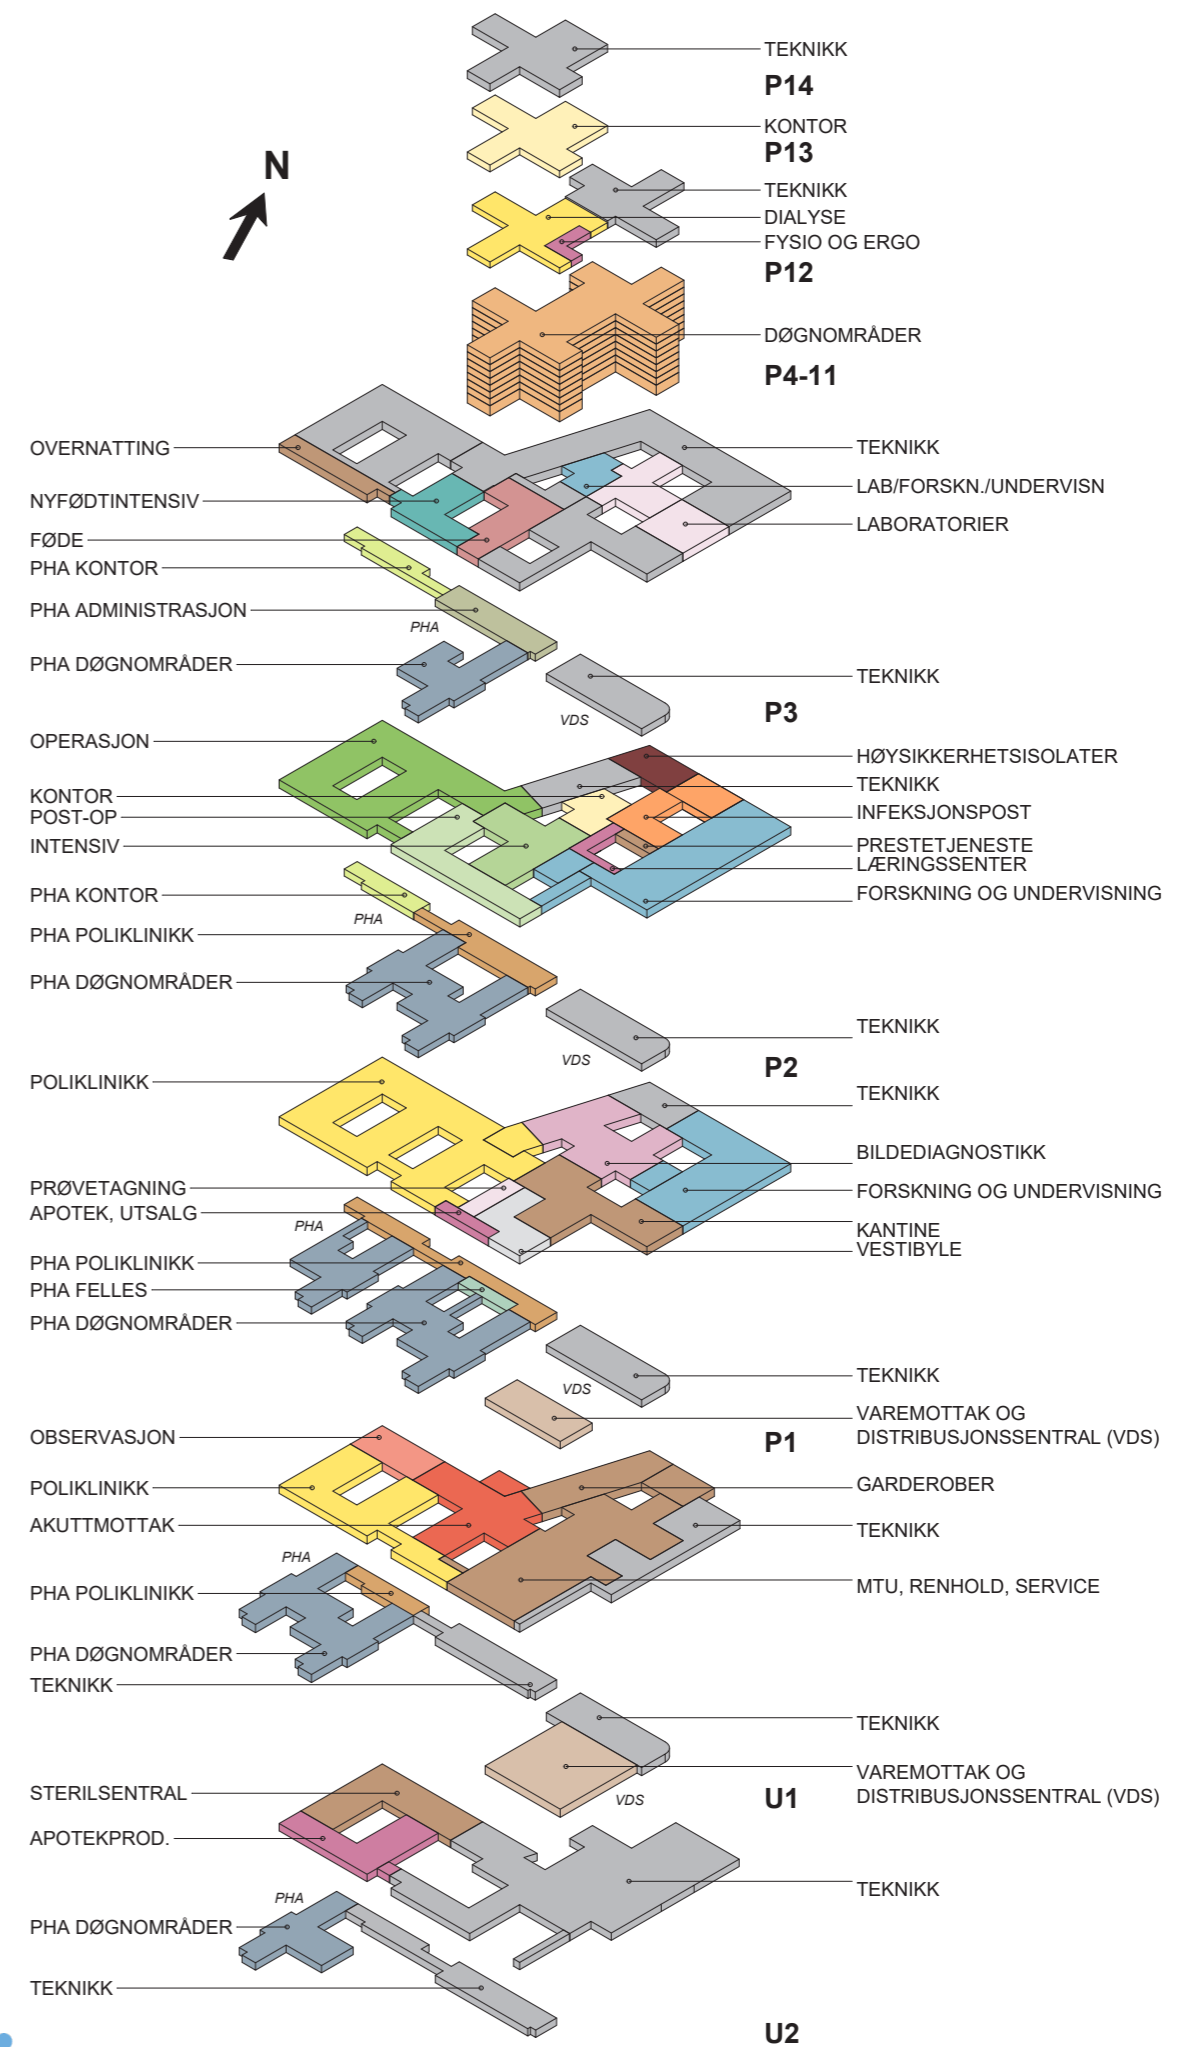 TEKNIKK
P14
KONTOR
P13
N
TEKNIKK
DIALYSE
FYSIO OG ERGO
P12
DØGNOMRÅDER
P4-11
OVERNATTING
NYFØDTINTENSIV
FØDE
PHA KONTOR
PHA ADMINISTRASJON
PHA
PHA DØGNOMRÅDER
TEKNIKK
LAB/FORSKN./UNDERVISN
LABORATORIER
TEKNIKK
VDS
P3
OPERASJON
KONTOR
POST-OP
INTENSIV
PHA KONTOR
PHA
PHA POLIKLINIKK
PHA DØGNOMRÅDER
HØYSIKKERHETSISOLATER
TEKNIKK
INFEKSJONSPOST
PRESTETJENESTE
LÆRINGSSENTER
FORSKNING OG UNDERVISNING
TEKNIKK
VDS
P2
POLIKLINIKK
PRØVETAGNING
APOTEK, UTSALG
PHA
PHA POLIKLINIKK
PHA FELLES
PHA DØGNOMRÅDER
TEKNIKK
BILDEDIAGNOSTIKK
FORSKNING OG UNDERVISNING
KANTINE
VESTIBYLE
TEKNIKK
VDS
VAREMOTTAK OG
DISTRIBUSJONSSENTRAL (VDS)
P1
OBSERVASJON
POLIKLINIKK
AKUTTMOTTAK
PHA
PHA POLIKLINIKK
PHA DØGNOMRÅDER
TEKNIKK
GARDEROBER
TEKNIKK
MTU, RENHOLD, SERVICE
TEKNIKK
VAREMOTTAK OG
DISTRIBUSJONSSENTRAL (VDS)
VDS
U1
STERILSENTRAL
APOTEKPROD.
PHA
PHA DØGNOMRÅDER
TEKNIKK
TEKNIKK
U2